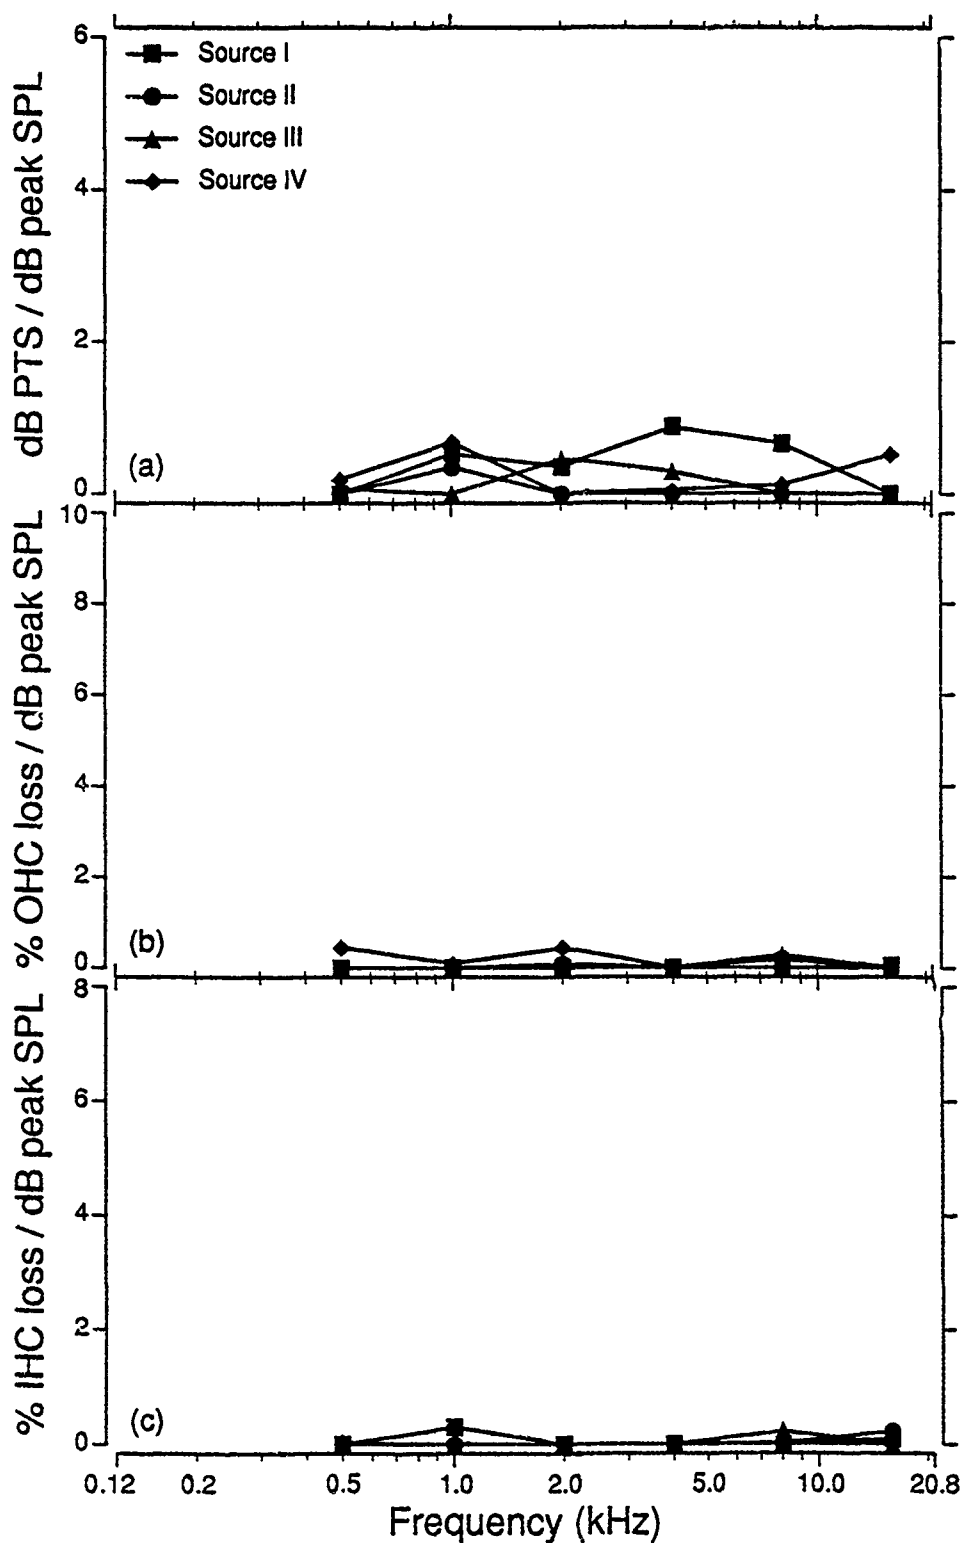 6
Source I
Source II
Source III
Source IV
4
2
0
dB PTS / dB peak SPL
(a)
10
8
6
4
2
0
% OHC loss / dB peak SPL
(b)
8
6
4
2
0
% IHC loss / dB peak SPL
(c)
0.12 0.2 0.5 1.0 2.0 5.0 10.0 20.8
Frequency (kHz)